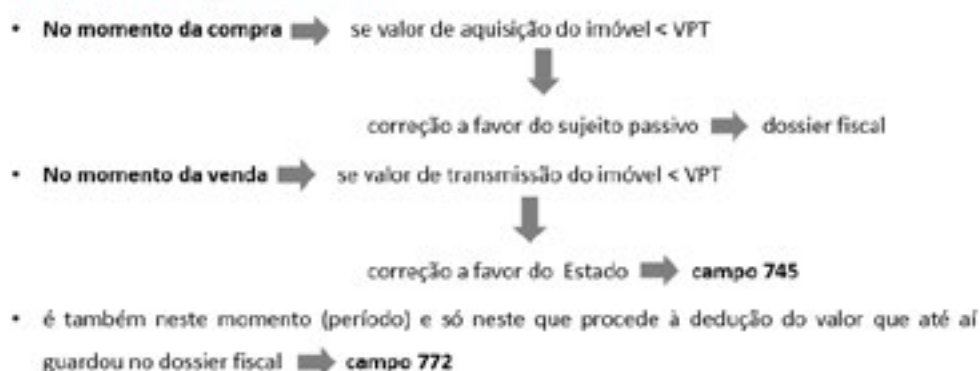 • No momento da compra se valor de aquisição do imóvel < VPT
correção a favor do sujeito passivo dossier fiscal
• No momento da venda se valor de transmissão do imóvel < VPT
correção a favor do Estado campo 745
• é também neste momento (período) e só neste que procede à dedução do valor que até aí
guardou no dossier fiscal campo 772